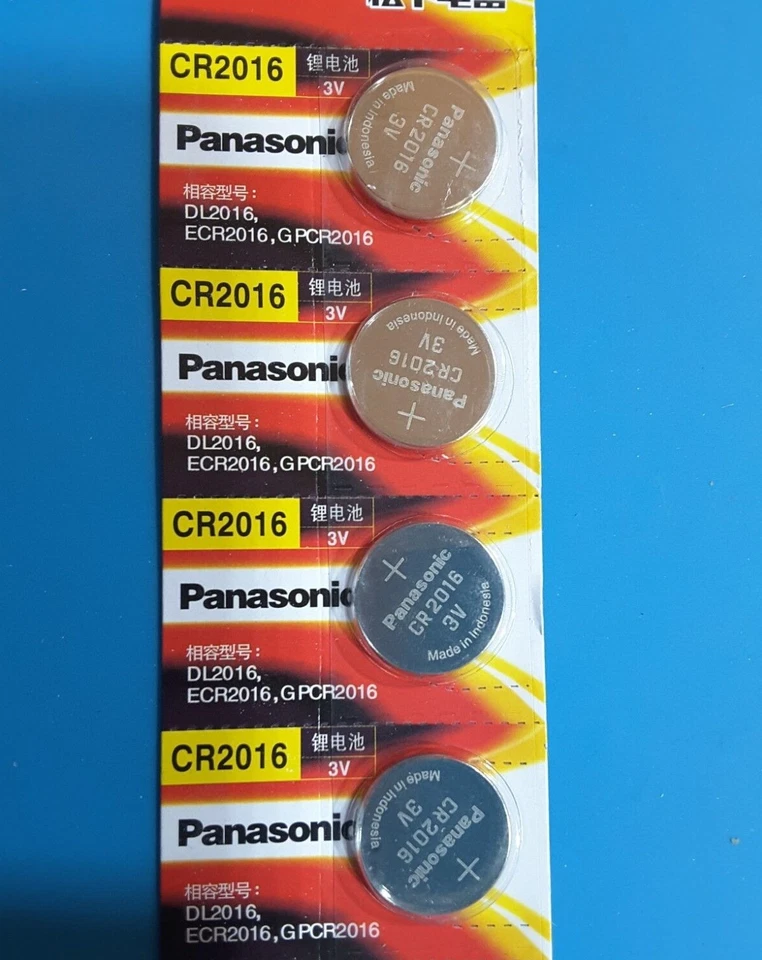 CR2016
锂电池
3V
Panasonic
相容型号:
DL2016,
ECR2016,GPCR2016
Made in Indonesia
3V
CR2016
Panasonic
+
CR2016
锂电池
3V
Panasonic
相容型号:
DL2016,
ECR2016,GPCR2016
Made in Indonesia
3V
CR2016
Panasonic
+
CR2016
锂电池
3V
Panasonic
相容型号:
DL2016,
ECR2016,GPCR2016
+
Panasonic
CR2016
3V
Made in Indonesia
CR2016
锂电池
3V
Panasonic
相容型号:
DL2016,
ECR2016,GPCR2016
Made in Indonesia
3V
CR2016
Panasonic
+